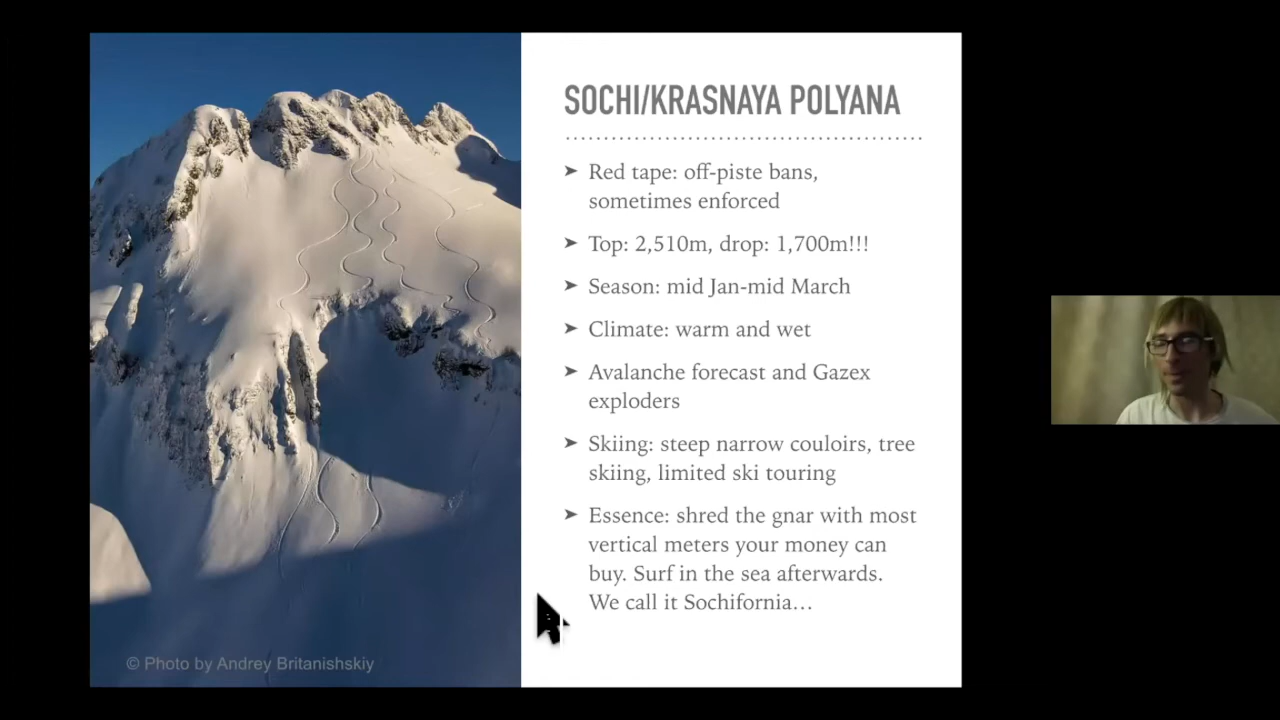 SOCHI/KRASNAYA POLYANA
➤ Red tape: off-piste bans,
sometimes enforced
➤ Top: 2,510m, drop: 1,700m!!!
➤ Season: mid Jan-mid March
➤ Climate: warm and wet
➤ Avalanche forecast and Gazex
exploders
➤ Skiing: steep narrow couloirs, tree
skiing, limited ski touring
➤ Essence: shred the gnar with most
vertical meters your money can
buy. Surf in the sea afterwards.
We call it Sochifornia…
© Photo by Andrey Britanishskiy